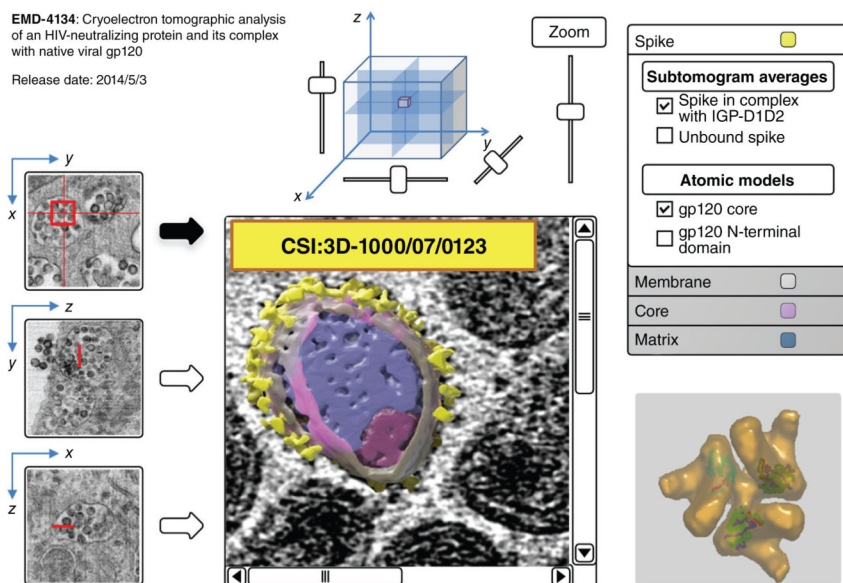 EMD-4134: Cryoelectron tomographic analysis
of an HIV-neutralizing protein and its complex
with native viral gp120
Release date: 2014/5/3
z
y
x
Zoom
Spike
Subtomogram averages
Spike in complex
with IGP-D1D2
Unbound spike
Atomic models
gp120 core
gp120 N-terminal
domain
Membrane
Core
Matrix
y
x
z
y
x
z
CSI:3D-1000/07/0123